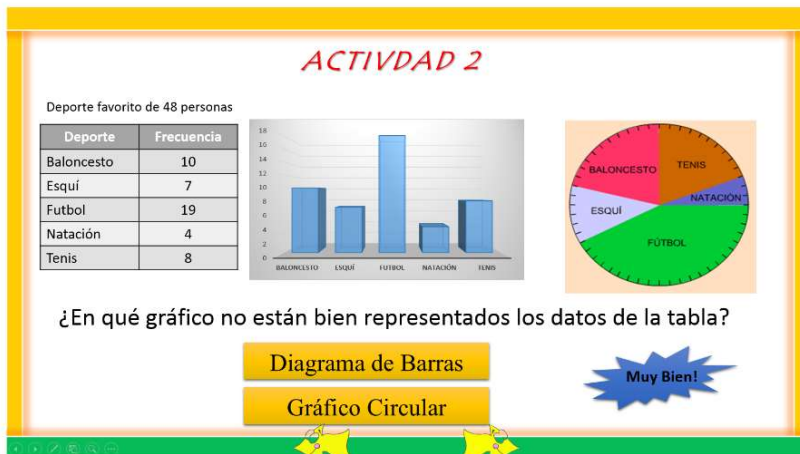 ACTIVDAD 2
Deporte favorito de 48 personas
Deporte Frecuencia
Baloncesto 10
Esquí 7
Futbol 19
Natación 4
Tenis 8
18
16
14
12
10
8
6
4
2
0
BALONCESTO ESQUÍ FUTBOL NATACIÓN TENIS
BALONCESTO
TENIS
NATACIÓN
ESQUÍ
FÚTBOL
¿En qué gráfico no están bien representados los datos de la tabla?
Diagrama de Barras
Gráfico Circular
Muy Bien!